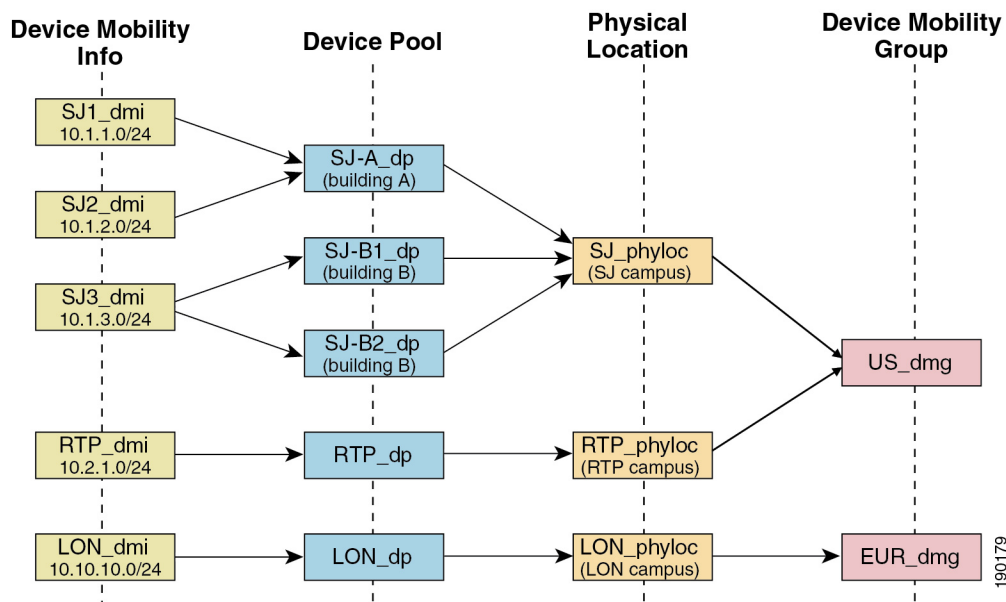 Device Mobility
Info
Device Pool
Physical
Location
Device Mobility
Group
SJ1_dmi
10.1.1.0/24
SJ2_dmi
10.1.2.0/24
SJ3_dmi
10.1.3.0/24
RTP_dmi
10.2.1.0/24
LON_dmi
10.10.10.0/24
SJ-A_dp
(building A)
SJ-B1_dp
(building B)
SJ-B2_dp
(building B)
RTP_dp
LON_dp
SJ_phyloc
(SJ campus)
RTP_phyloc
(RTP campus)
LON_phyloc
(LON campus)
US_dmg
EUR_dmg
190179